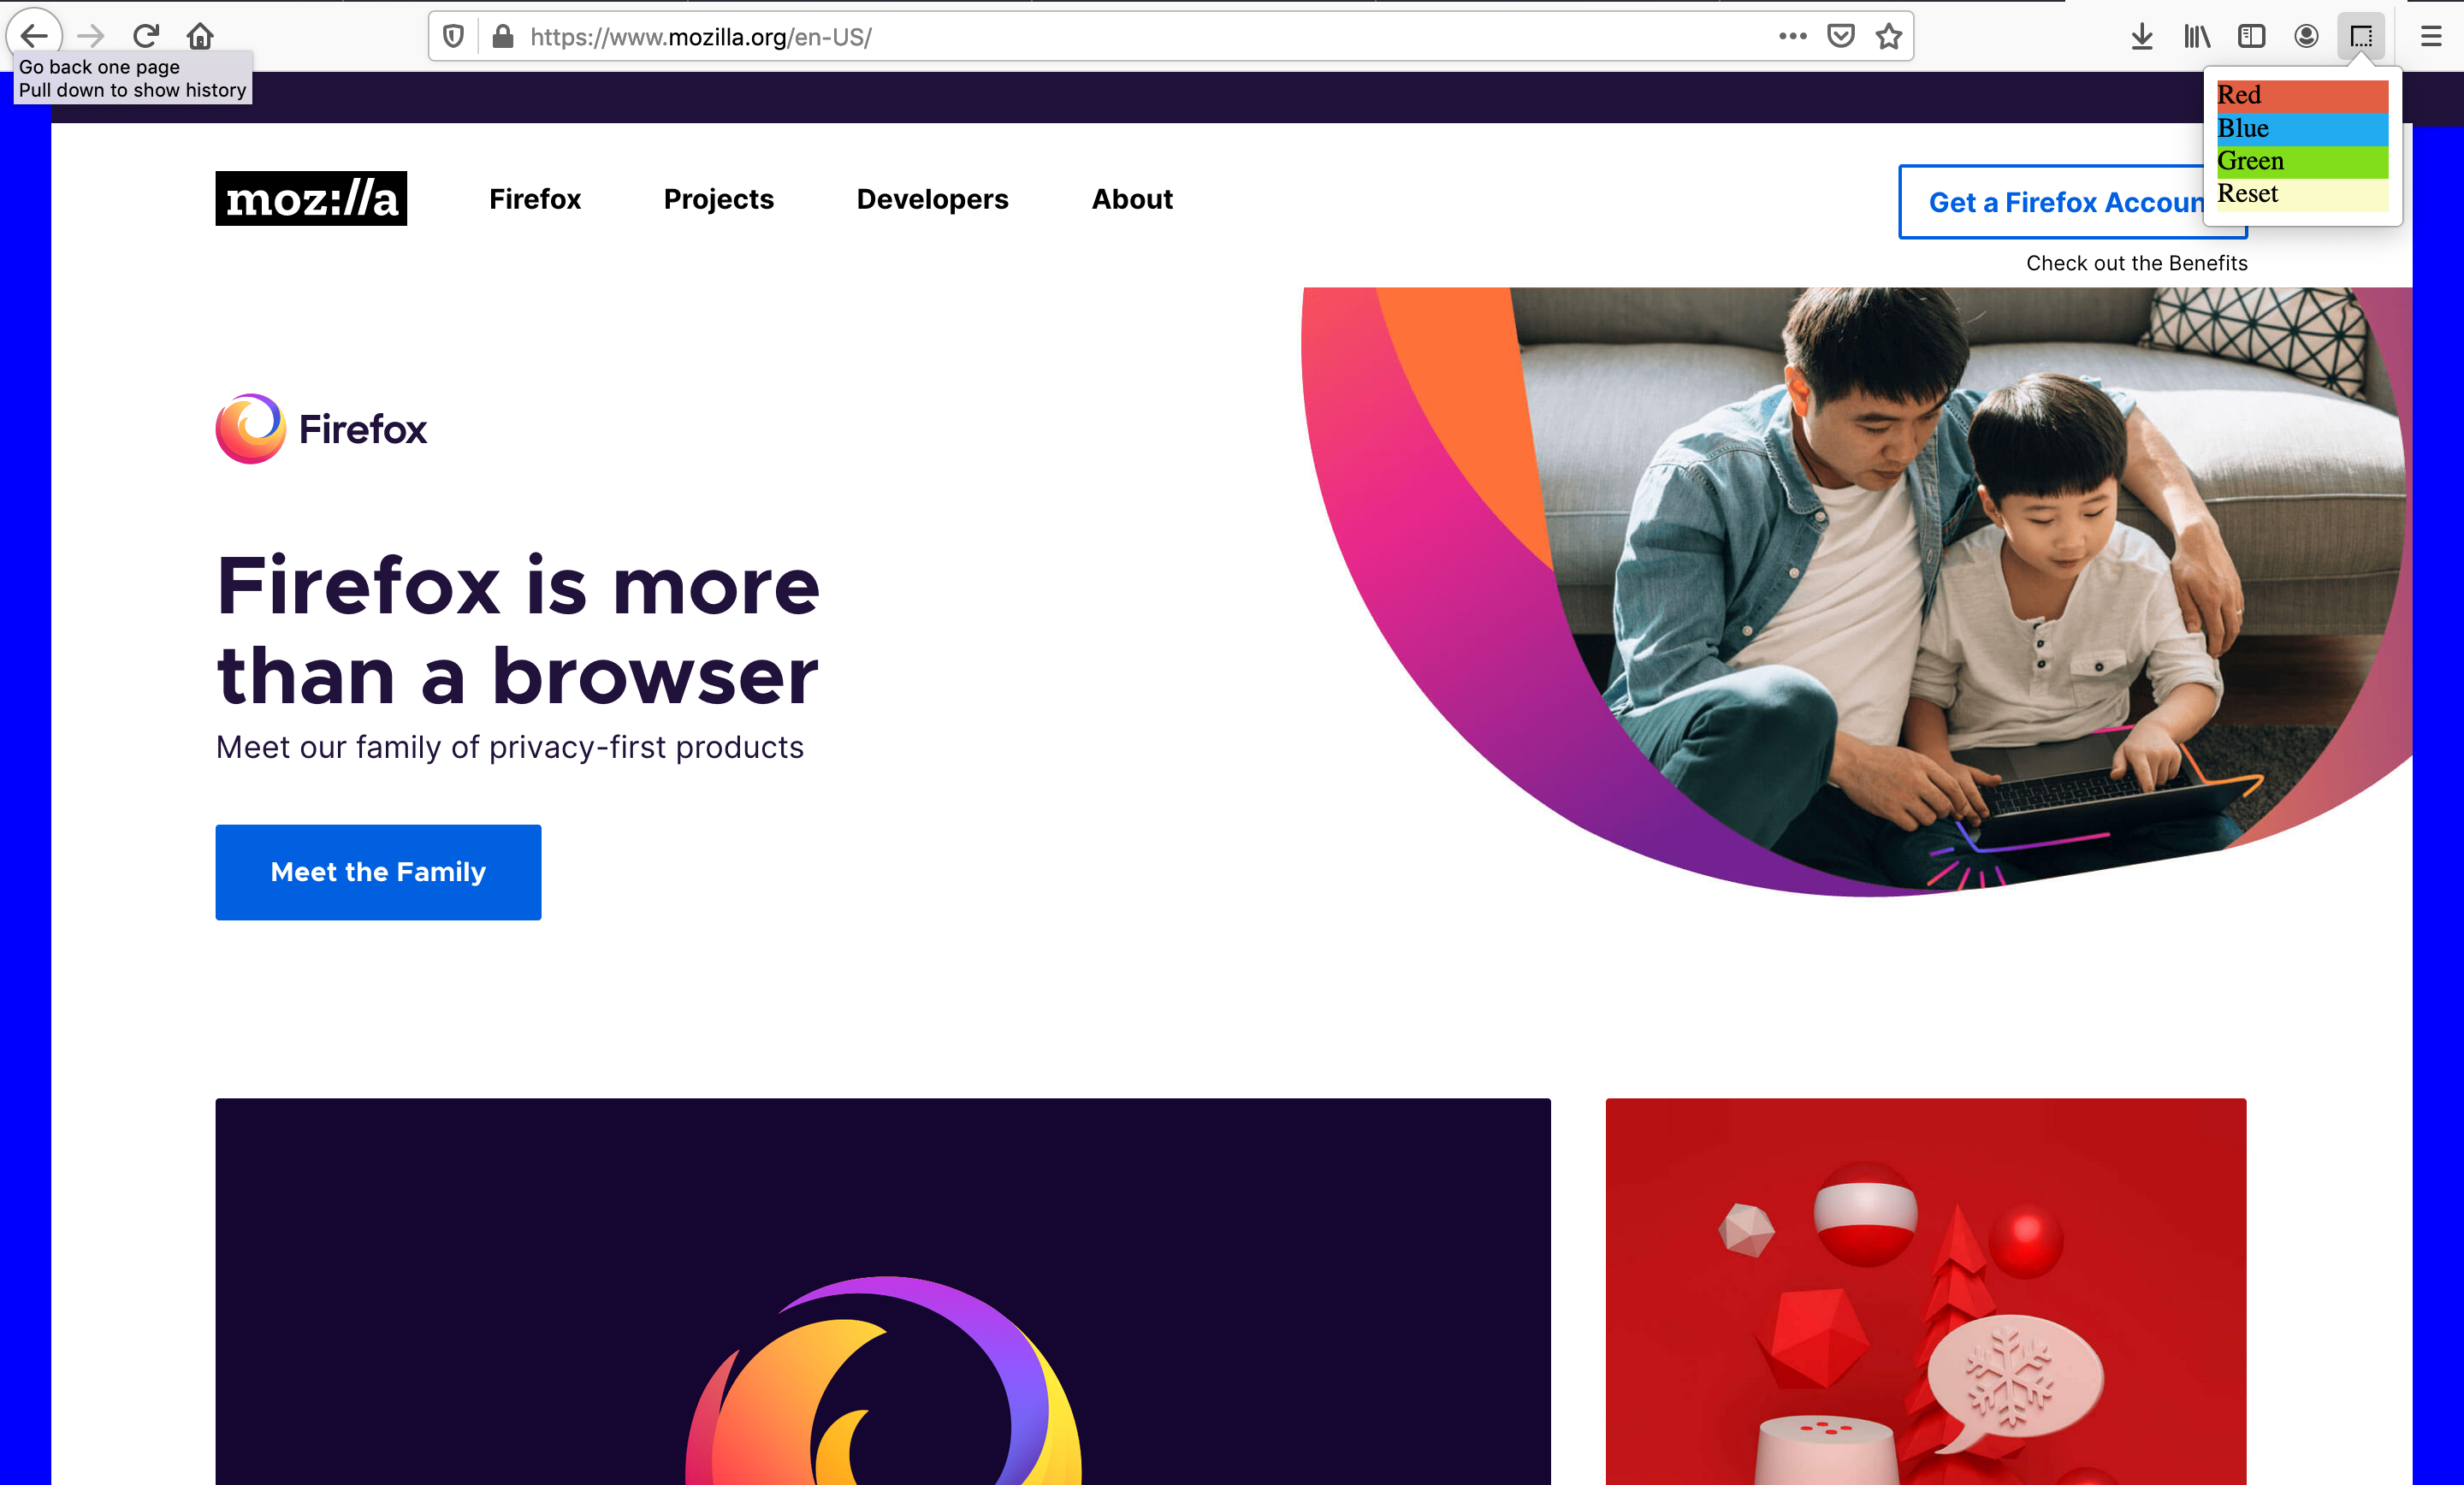 https://www.mozilla.org/en-US/
Go back one page
Pull down to show history
Red
Blue
Green
Reset
moz://a
Firefox
Projects
Developers
About
Get a Firefox Accoun
Check out the Benefits
Firefox
Firefox is more
than a browser
Meet our family of privacy-first products
Meet the Family